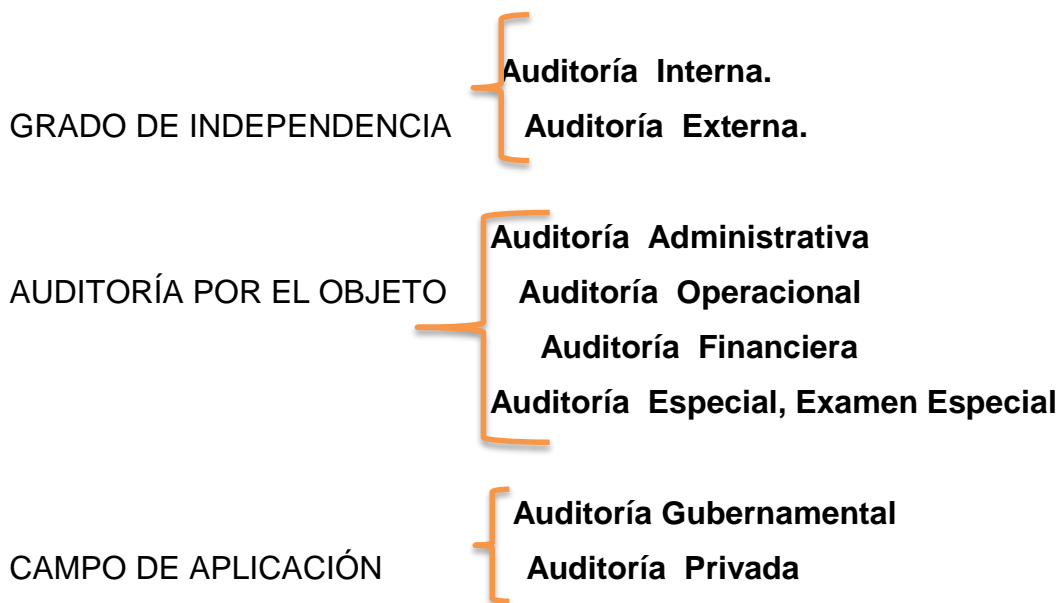 Auditoría Interna.
GRADO DE INDEPENDENCIA Auditoría Externa.
Auditoría Administrativa
AUDITORÍA POR EL OBJETO Auditoría Operacional
Auditoría Financiera
Auditoría Especial, Examen Especial
Auditoría Gubernamental
CAMPO DE APLICACIÓN Auditoría Privada